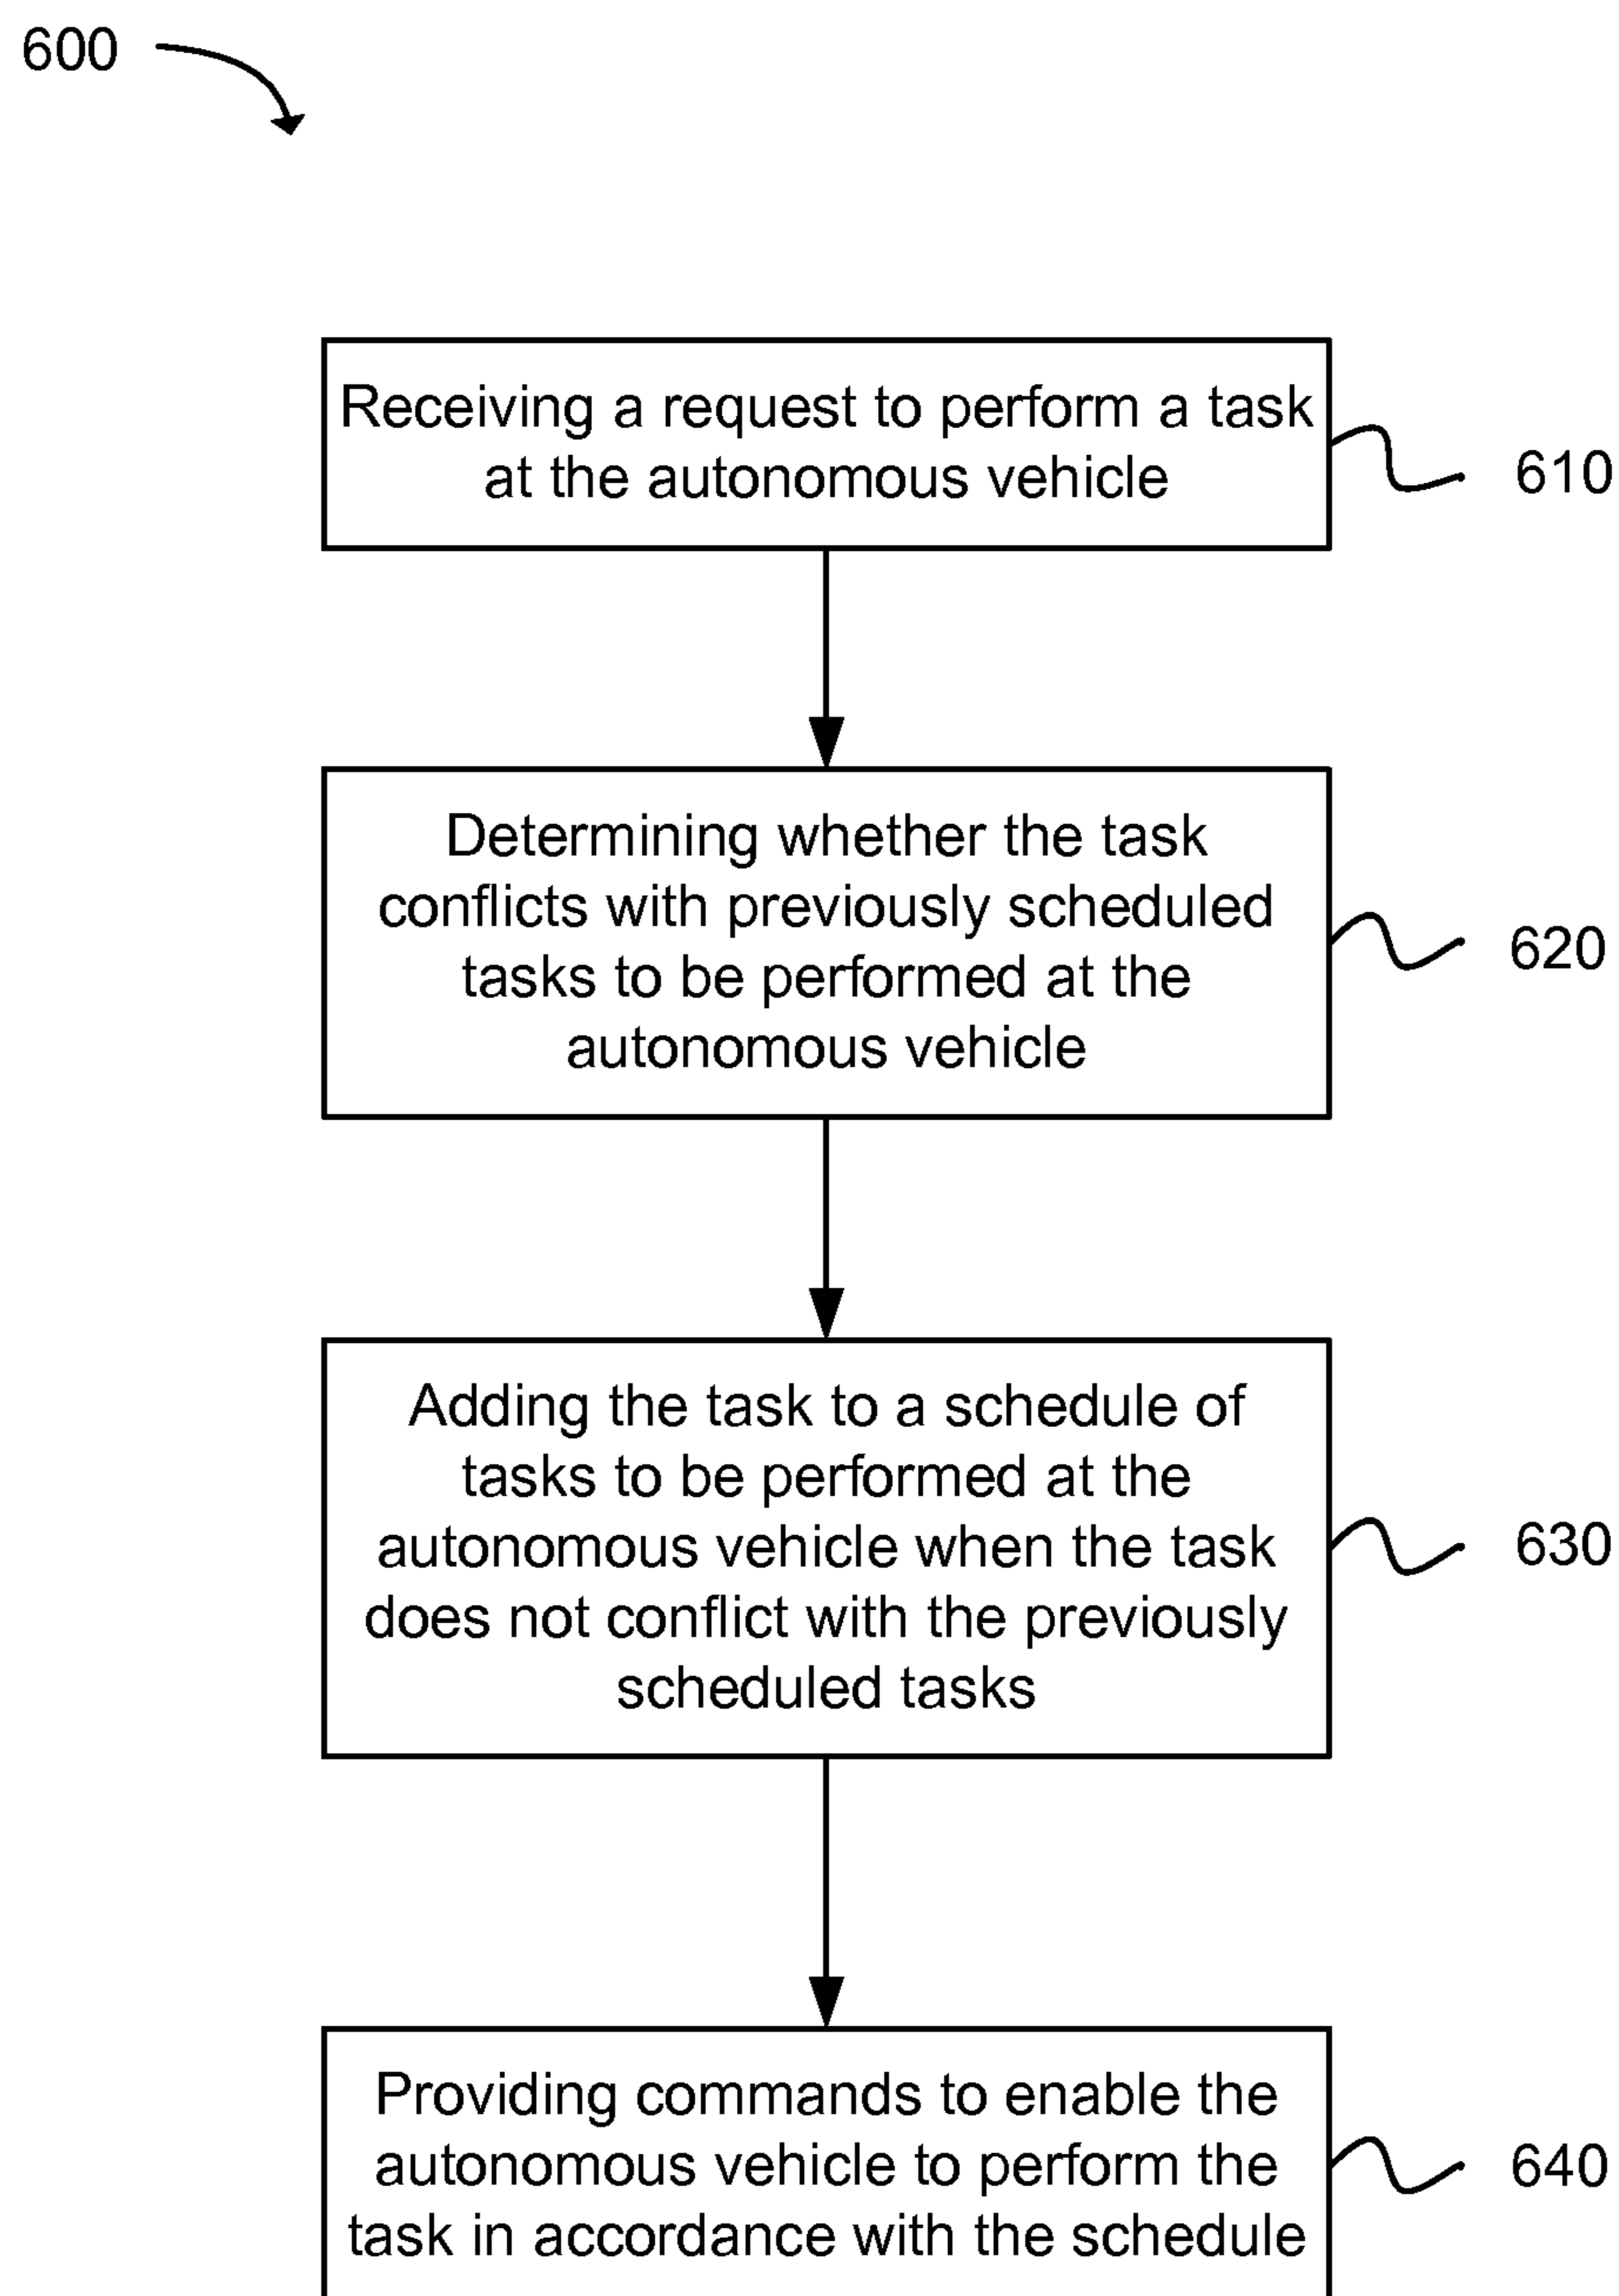 600
Receiving a request to perform a task
at the autonomous vehicle
610
Determining whether the task
conflicts with previously scheduled
tasks to be performed at the
autonomous vehicle
620
Adding the task to a schedule of
tasks to be performed at the
autonomous vehicle when the task
does not conflict with the previously
scheduled tasks
630
Providing commands to enable the
autonomous vehicle to perform the
task in accordance with the schedule
640